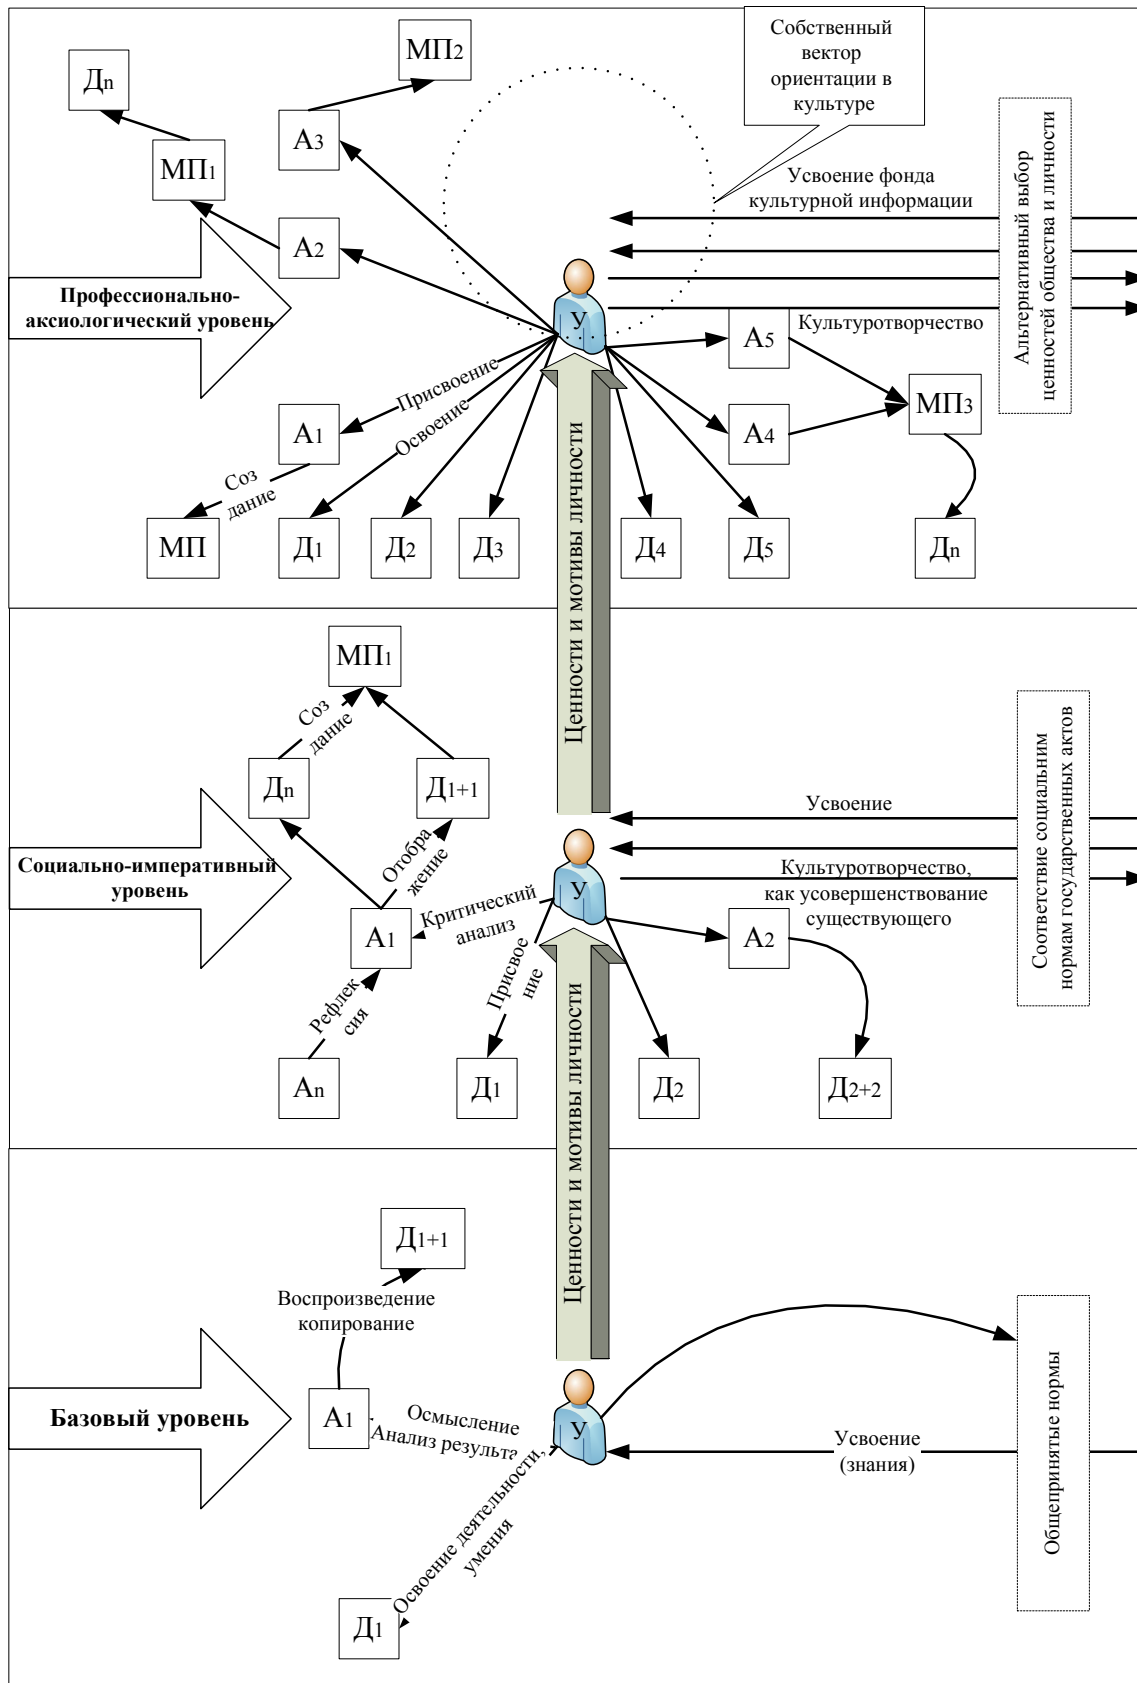 Собственный
вектор
ориентации в
культуре
МП2
Дn
А3
МП1
А2
Усвоение фонда
культурной информации
Альтернативный выбор
ценностей общества и личности
Профессионально-
аксиологический уровень
У
Культуротворчество
А5
Присвоение
Освоение
А1
А4
МП3
Соз
дание
МП
Д1
Д2
Д3
Д4
Д5
Дn
Ценности и мотивы личности
МП1
Соз
дание
Дn
Д1+1
Отобра
жение
Усвоение
Соответствие социальним
нормам государственных актов
Социально-императивный
уровень
У
Культуротворчество,
как усовершенствование
существующего
Критический
анализ
А1
А2
Присвое
ние
Рефлек
сия
Аn
Д1
Д2
Д2+2
Ценности и мотивы личности
Д1+1
Воспроизведение
копирование
Базовый уровень
А1
Осмысление
Анализ результа
У
Усвоение
(знания)
Общепринятые нормы
Освоение деятельности,
умения
Д1